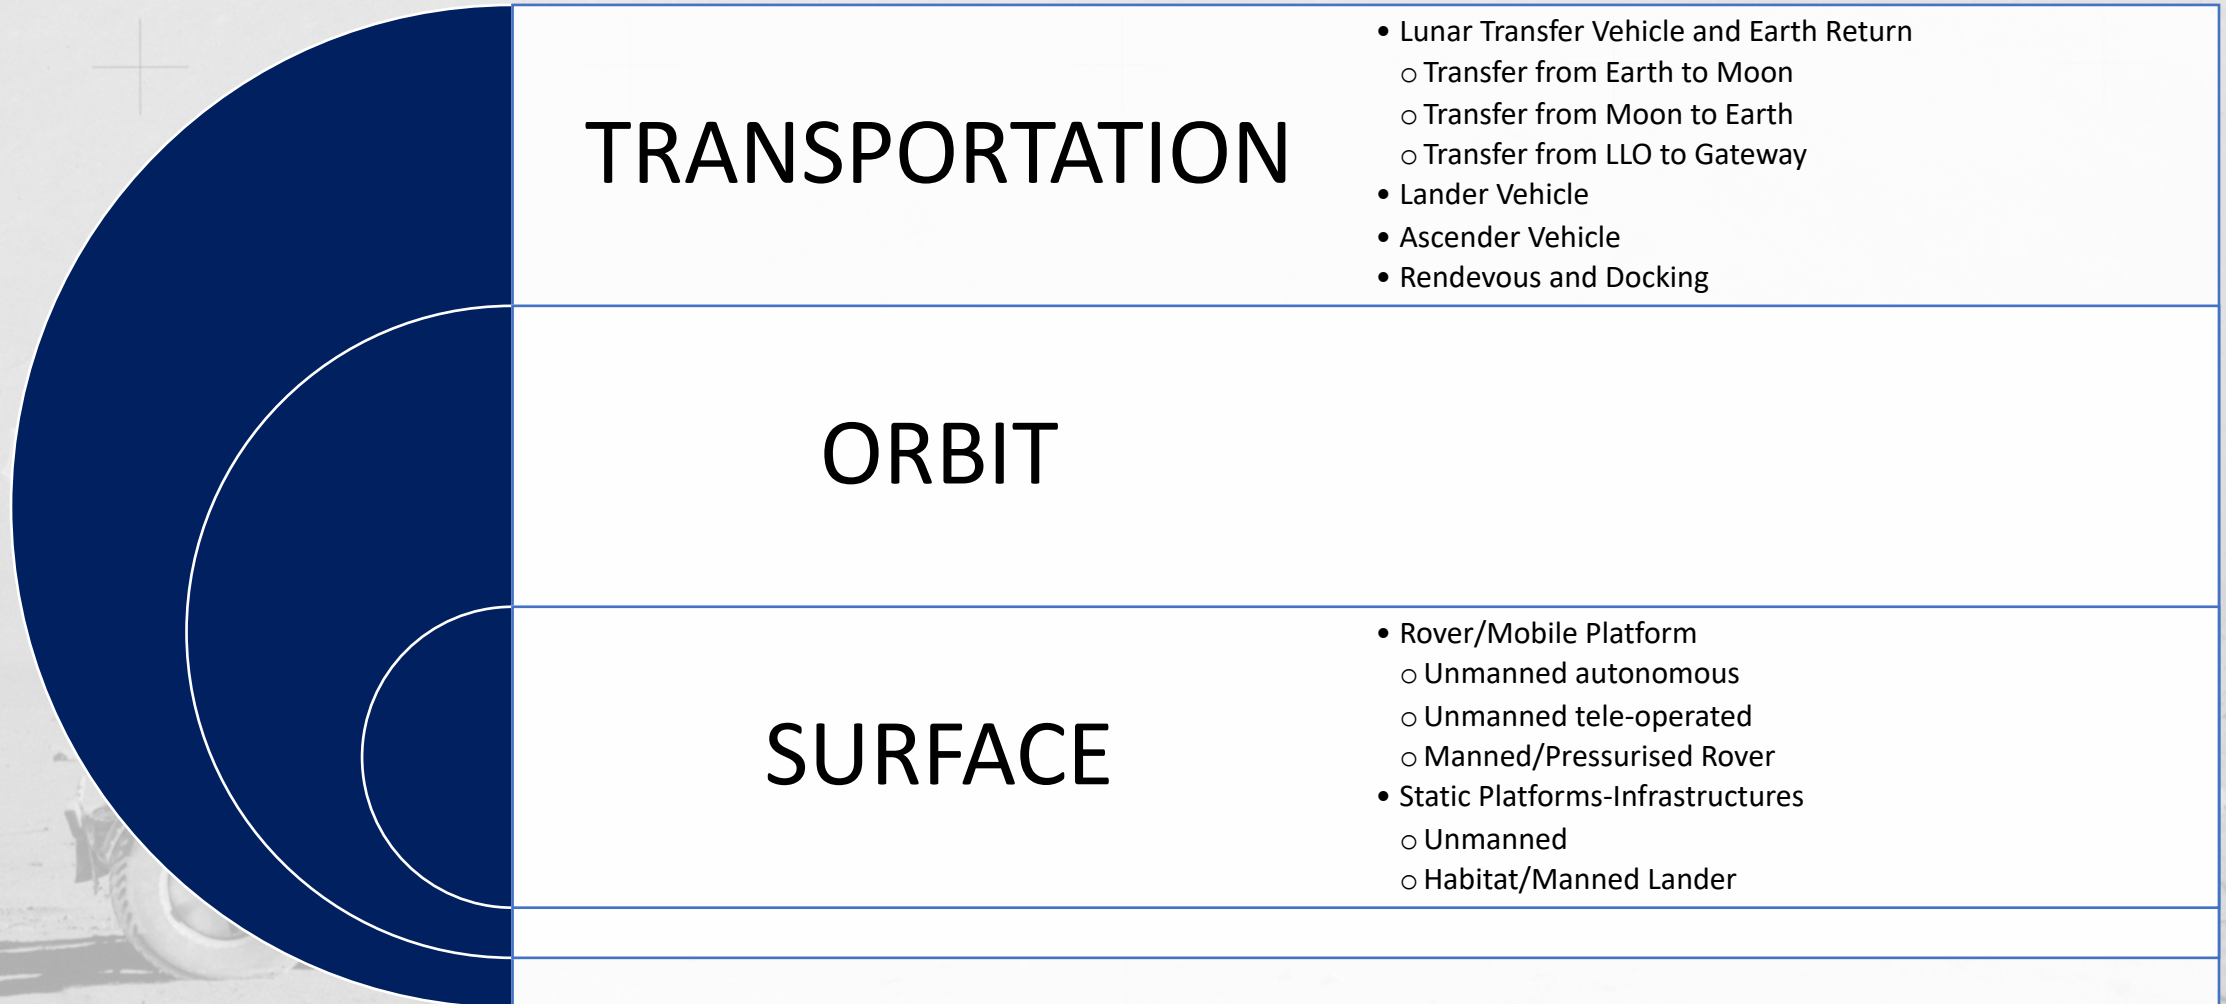 TRANSPORTATION
• Lunar Transfer Vehicle and Earth Return
o Transfer from Earth to Moon
o Transfer from Moon to Earth
o Transfer from LLO to Gateway
• Lander Vehicle
• Ascender Vehicle
• Rendevous and Docking
ORBIT
SURFACE
• Rover/Mobile Platform
o Unmanned autonomous
o Unmanned tele-operated
o Manned/Pressurised Rover
• Static Platforms-Infrastructures
o Unmanned
o Habitat/Manned Lander